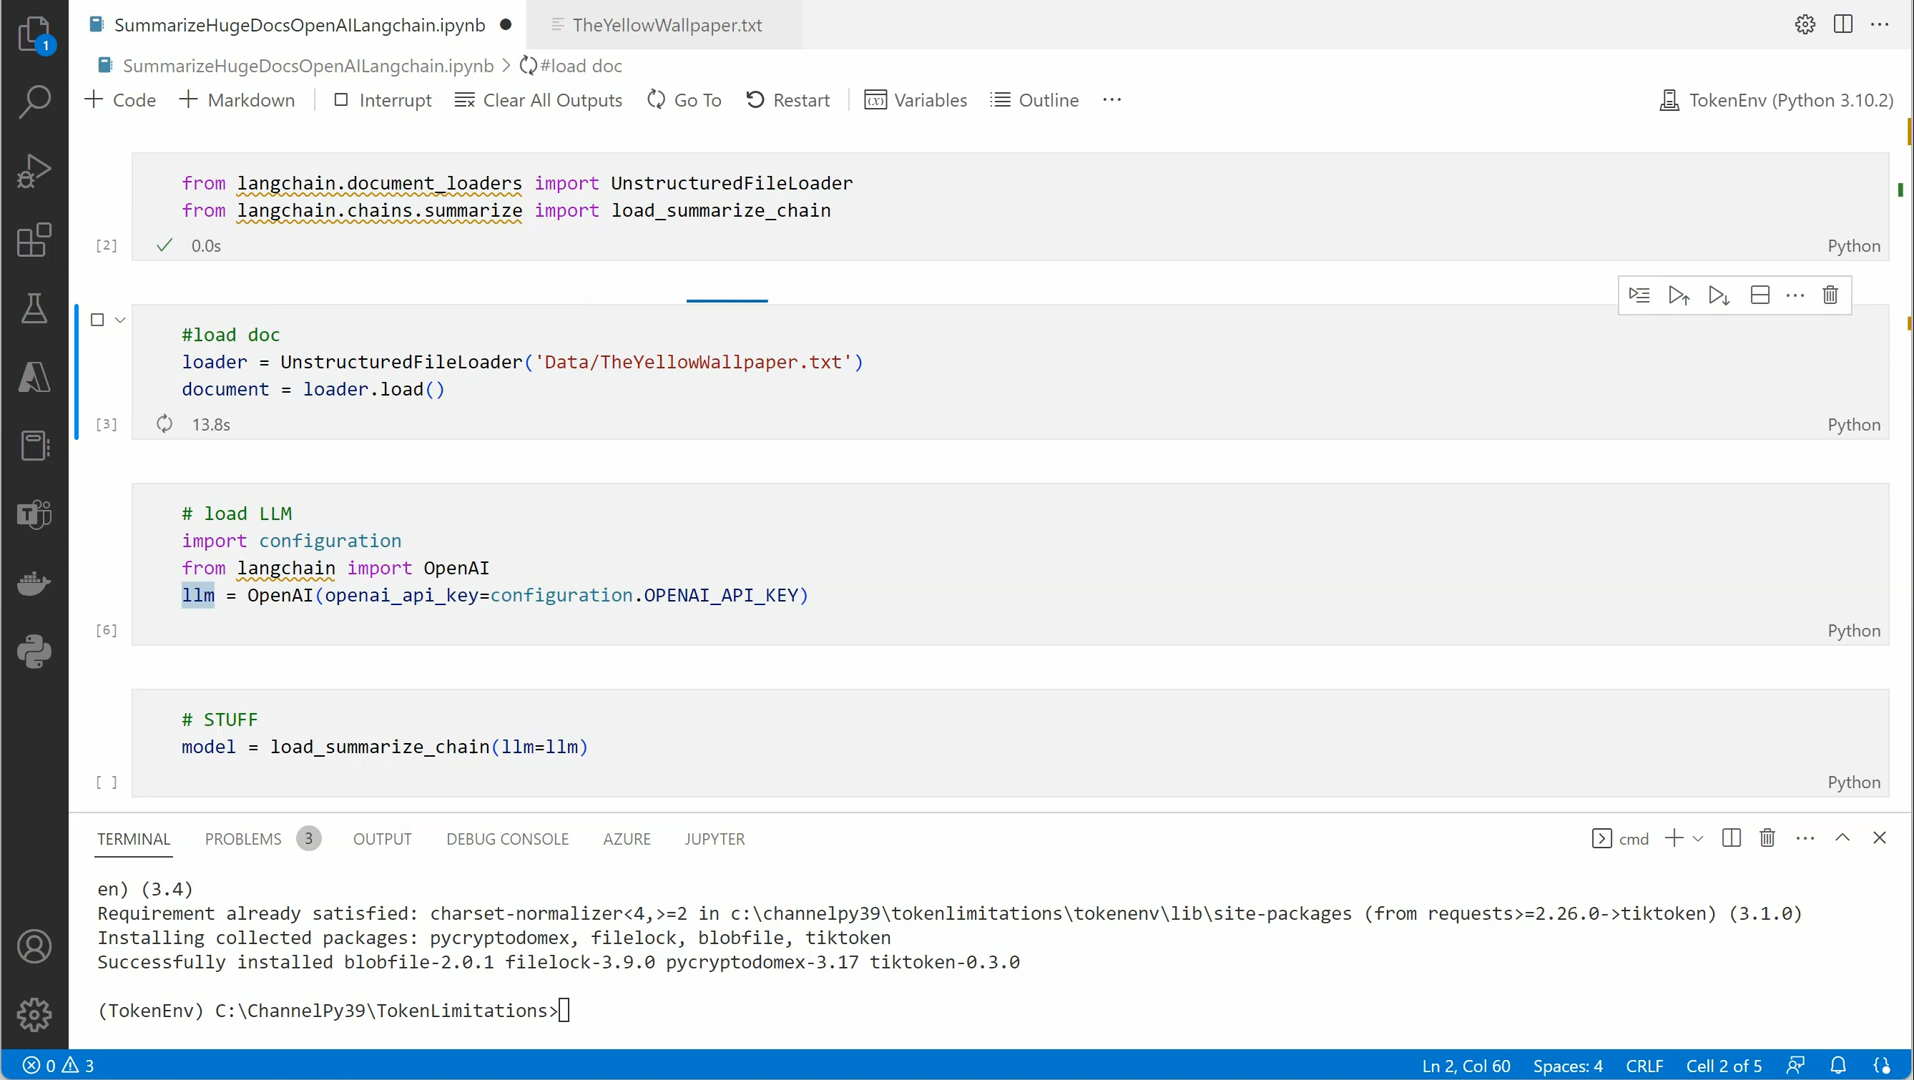 SummarizeHugeDocsOpenAILangchain.ipynb ● TheYellowWallpaper.txt
1
SummarizeHugeDocsOpenAILangchain.ipynb > #load doc
+ Code + Markdown Interrupt Clear All Outputs Go To Restart Variables Outline ···
TokenEnv (Python 3.10.2)
from langchain.document_loaders import UnstructuredFileLoader
from langchain.chains.summarize import load_summarize_chain
[2] ✓ 0.0s Python
#load doc
loader = UnstructuredFileLoader('Data/TheYellowWallpaper.txt')
document = loader.load()
[3] 13.8s Python
# load LLM
import configuration
from langchain import OpenAI
llm = OpenAI(openai_api_key=configuration.OPENAI_API_KEY)
[6] Python
# STUFF
model = load_summarize_chain(llm=llm)
[ ] Python
TERMINAL PROBLEMS 3 OUTPUT DEBUG CONSOLE AZURE JUPYTER cmd
en) (3.4)
Requirement already satisfied: charset-normalizer<4,>=2 in c:\channelpy39\tokenlimitations\tokenenv\lib\site-packages (from requests>=2.26.0->tiktoken) (3.1.0)
Installing collected packages: pycryptodomex, filelock, blobfile, tiktoken
Successfully installed blobfile-2.0.1 filelock-3.9.0 pycryptodomex-3.17 tiktoken-0.3.0
(TokenEnv) C:\ChannelPy39\TokenLimitations>
0 3 Ln 2, Col 60 Spaces: 4 CRLF Cell 2 of 5